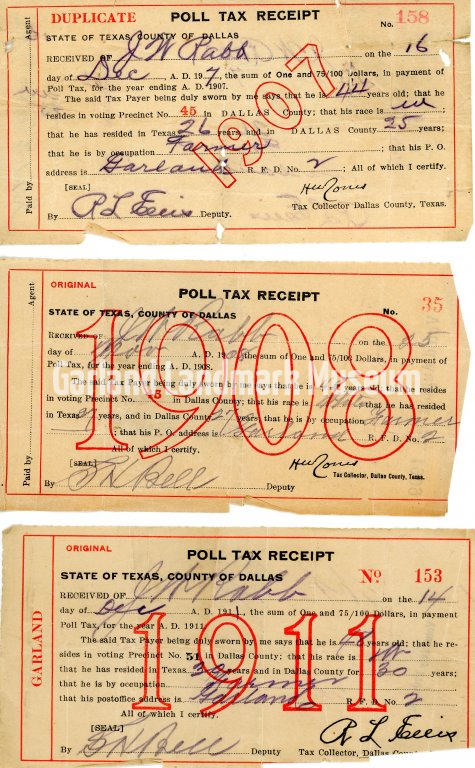 DUPLICATE POLL TAX RECEIPT No. 158
STATE OF TEXAS, COUNTY OF DALLAS
RECEIVED OF J W Rabb on the 16
day of Dec, A. D. 1907, the sum of One and 75/100 Dollars, in payment of
Poll Tax, for the year ending A. D. 1907.
The said Tax Payer being duly sworn by me says that he is 44 years old; that he
resides in voting Precinct No. 45 in DALLAS County; that his race is W
that he has resided in Texas 26 years, and in DALLAS County 25 years;
that he is by occupation Farmer; that his P. O.
address is Garland R. F. D. No. 2 All of which I certify.
[SEAL]
By R L Deputy. Tax Collector Dallas County, Texas.
Paid by Agent
1907
ORIGINAL POLL TAX RECEIPT
STATE OF TEXAS, COUNTY OF DALLAS No. 35
RECEIVED OF Rabb on the 25
day of A. D. 190, the sum of One and 75/100 Dollars, in payment of
Poll Tax, for the year ending A. D. 1908.
The said Tax Payer being duly sworn by me says that he is years old; that he resides
in voting Precinct No. in Dallas County; that his race is that he has resided
in Texas years, and in Dallas County years; that he is by occupation Farmer
; that his P. O. address is Garland R. F. D. No. 2
All of which I certify.
[SEAL]
By Bell Deputy Tax Collector, Dallas County, Texas.
Paid by Agent
1908
Garland Landmark Museum
ORIGINAL POLL TAX RECEIPT
STATE OF TEXAS, COUNTY OF DALLAS No 153
RECEIVED OF Rabb on the 14
day of Dec A. D. 191, the sum of One and 75/100 Dollars, in payment of
Poll Tax, for the year A. D. 1911.
The said Tax Payer being duly sworn by me says that he is years old; that he re-
sides in voting Precinct No. 51 in Dallas County; that his race is W
that he has resided in Texas 30 years and in Dallas County for 30 years;
that he is by occupation Farmer
that his postoffice address is Garland R. F. D. No. 2
All of which I certify.
[SEAL] R L
By Bell Deputy Tax Collector, Dallas Coun
GARLAND
1911